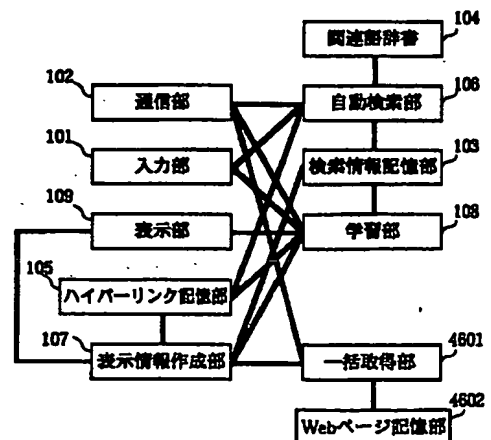 104
関連語辞書
102
通信部
106
自動検索部
101
入力部
103
検索情報記憶部
109
表示部
108
学習部
105
ハイパーリンク記憶部
107
表示情報作成部
4601
一括取得部
4602
Webページ記憶部